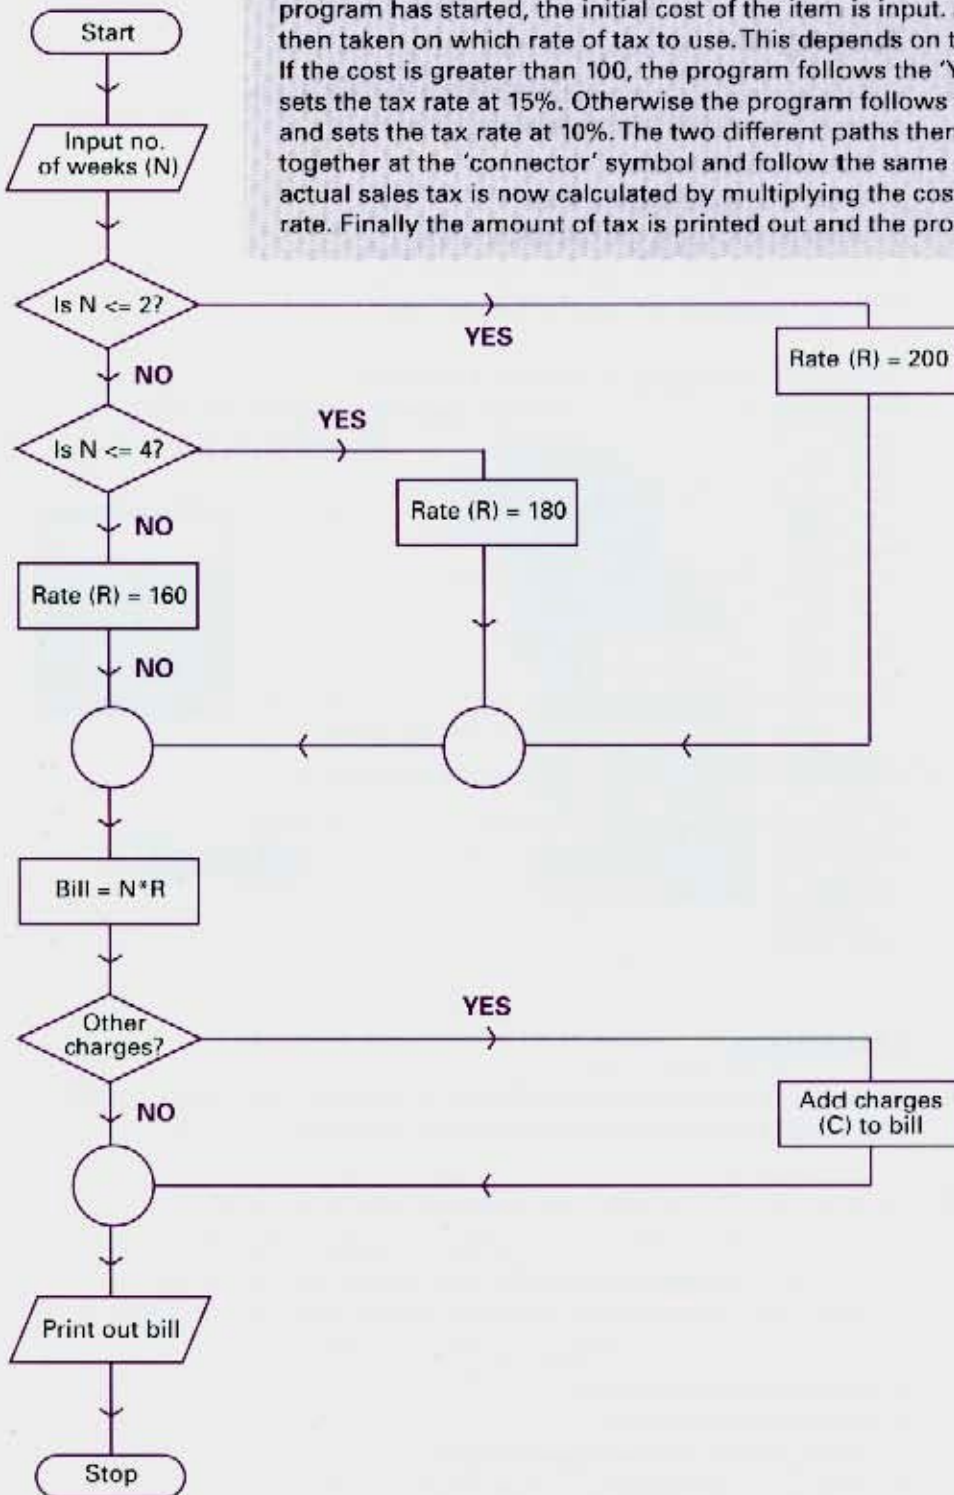 program has started, the initial cost of the item is input.
then taken on which rate of tax to use. This depends on
If the cost is greater than 100, the program follows the
sets the tax rate at 15%. Otherwise the program follows
and sets the tax rate at 10%. The two different paths then
together at the 'connector' symbol and follow the same
actual sales tax is now calculated by multiplying the
rate. Finally the amount of tax is printed out and the
Start
Input no.
of weeks (N)
Is N <= 2?
YES
Rate (R) = 200
NO
Is N <= 4?
YES
Rate (R) = 180
NO
Rate (R) = 160
NO
Bill = N*R
Other
charges?
YES
Add charges
(C) to bill
NO
Print out bill
Stop